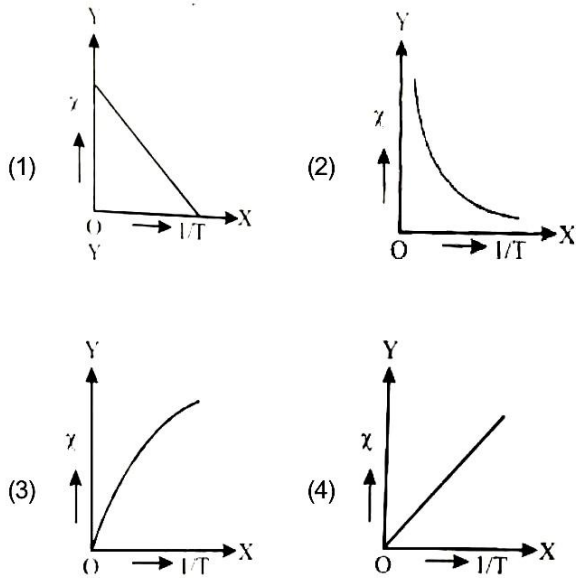 Y
χ
(1)
O
X
1/T
Y
Y
χ
(2)
O
X
1/T
Y
χ
(3)
O
X
1/T
Y
χ
(4)
O
X
1/T